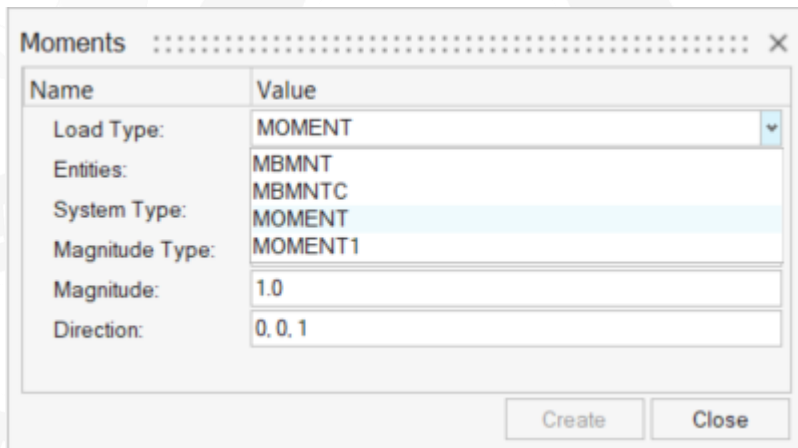 Moments
Name Value
Load Type: MOMENT
Entities: MBMNT
MBMNTC
System Type: MOMENT
Magnitude Type: MOMENT1
Magnitude: 1.0
Direction: 0, 0, 1
Create Close